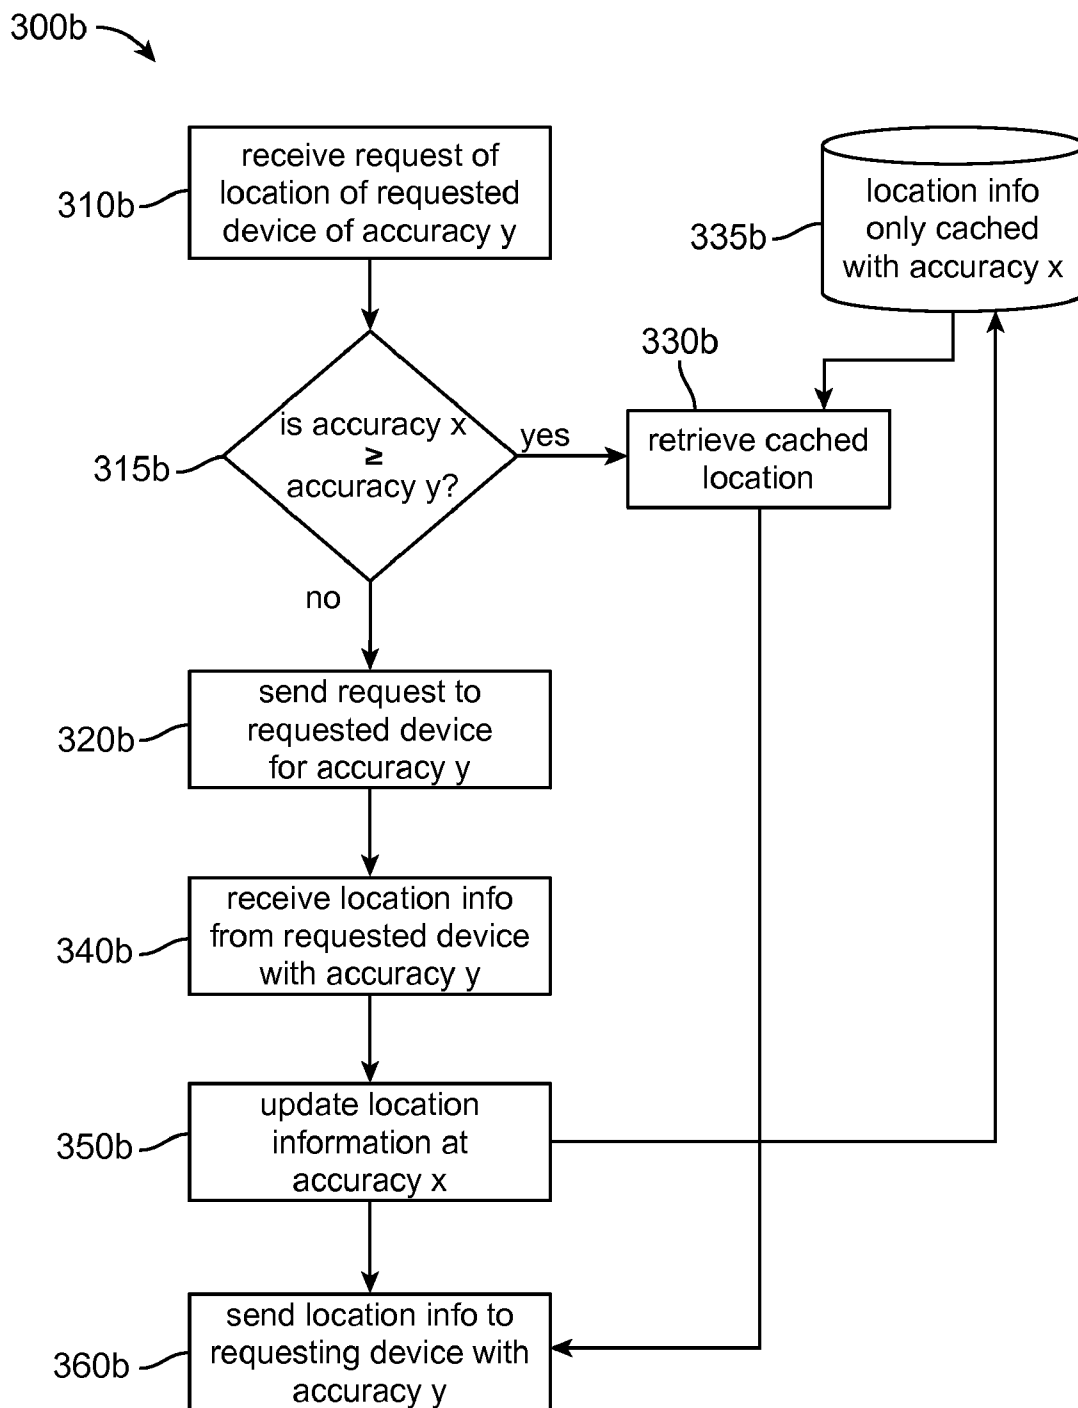 300b
receive request of
location of requested
device of accuracy y
310b
location info
only cached
with accuracy x
335b
330b
is accuracy x
≥
accuracy y?
315b
yes
retrieve cached
location
no
send request to
requested device
for accuracy y
320b
receive location info
from requested device
with accuracy y
340b
update location
information at
accuracy x
350b
send location info to
requesting device with
accuracy y
360b